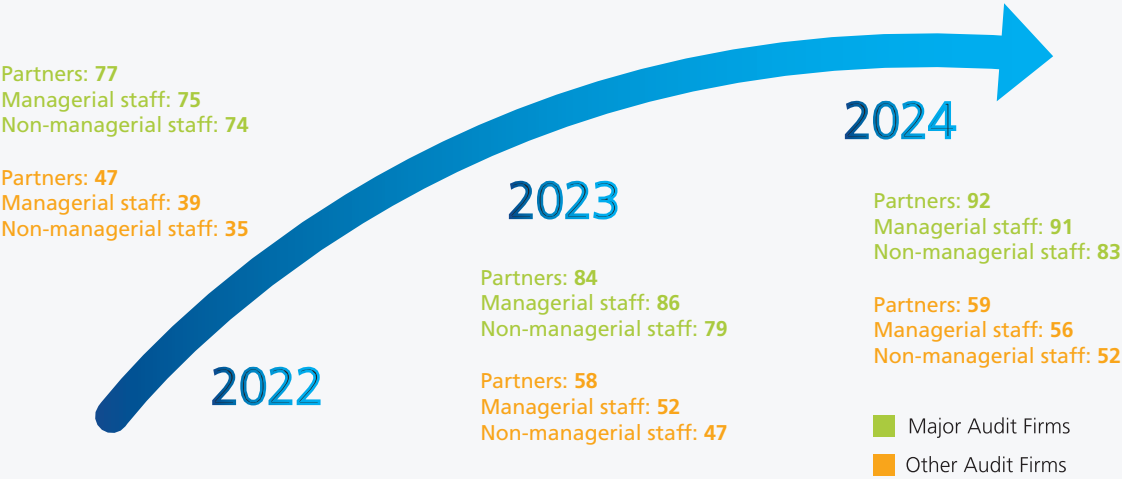 Partners: 77
Managerial staff: 75
Non-managerial staff: 74
Partners: 47
Managerial staff: 39
Non-managerial staff: 35
2022
2023
Partners: 84
Managerial staff: 86
Non-managerial staff: 79
Partners: 58
Managerial staff: 52
Non-managerial staff: 47
2024
Partners: 92
Managerial staff: 91
Non-managerial staff: 83
Partners: 59
Managerial staff: 56
Non-managerial staff: 52
Major Audit Firms
Other Audit Firms